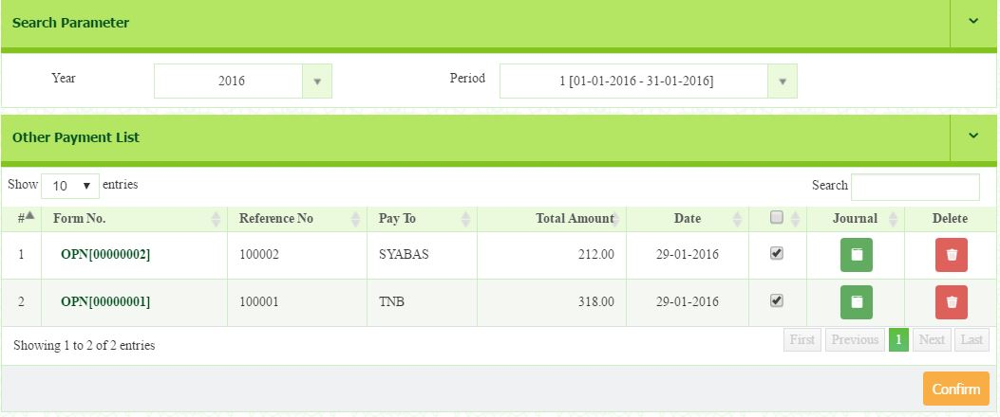 Search Parameter
Year 2016 Period 1 [01-01-2016 - 31-01-2016]
Other Payment List
Show 10 entries Search
# Form No. Reference No Pay To Total Amount Date Journal Delete
1 OPN[00000002] 100002 SYABAS 212.00 29-01-2016
2 OPN[00000001] 100001 TNB 318.00 29-01-2016
Showing 1 to 2 of 2 entries First Previous 1 Next Last
Confirm